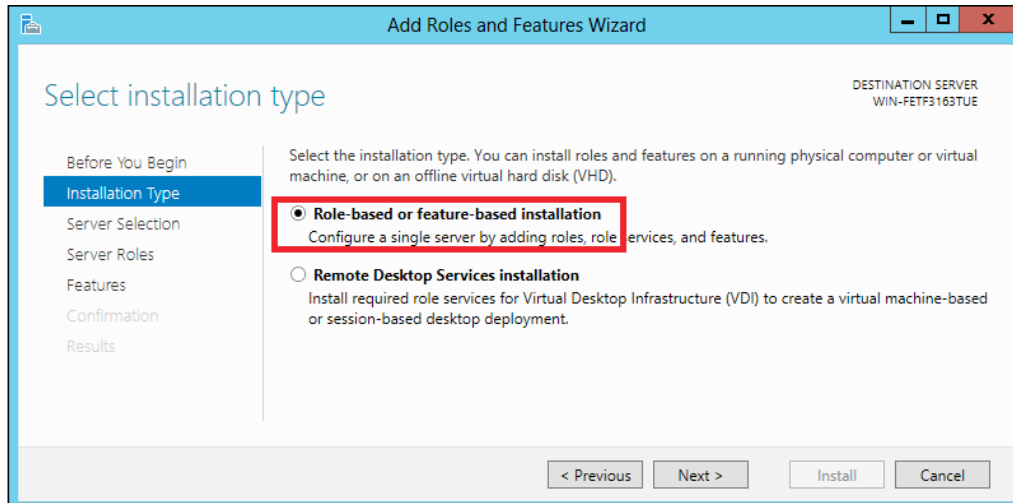 Add Roles and Features Wizard
Select installation type
DESTINATION SERVER
WIN-FETF3163TUE
Before You Begin
Installation Type
Server Selection
Server Roles
Features
Confirmation
Results
Select the installation type. You can install roles and features on a running physical computer or virtual
machine, or on an offline virtual hard disk (VHD).
Role-based or feature-based installation
Configure a single server by adding roles, role services, and features.
Remote Desktop Services installation
Install required role services for Virtual Desktop Infrastructure (VDI) to create a virtual machine-based
or session-based desktop deployment.
< Previous
Next >
Install
Cancel